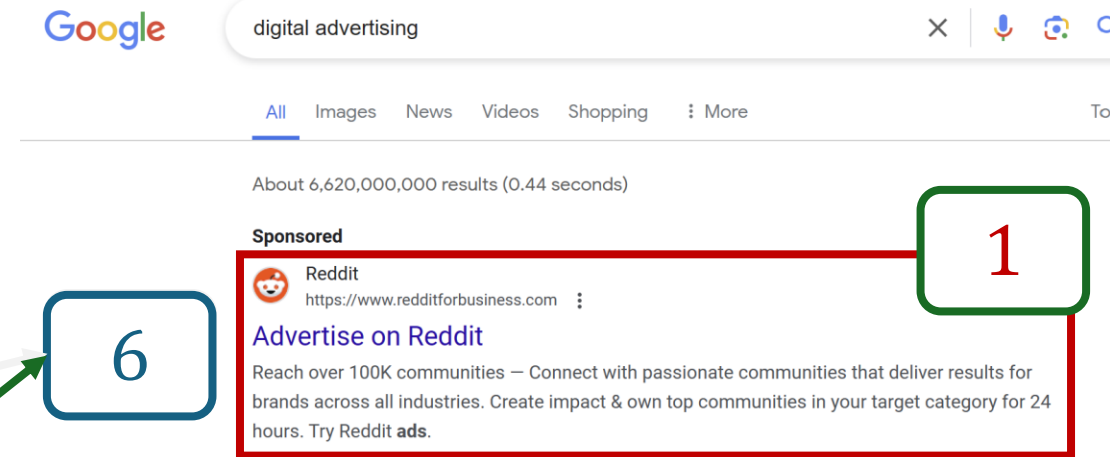 Google
digital advertising
All Images News Videos Shopping More
About 6,620,000,000 results (0.44 seconds)
Sponsored
1
Reddit
https://www.redditforbusiness.com
6
Advertise on Reddit
Reach over 100K communities — Connect with passionate communities that deliver results for
brands across all industries. Create impact & own top communities in your target category for 24
hours. Try Reddit ads.